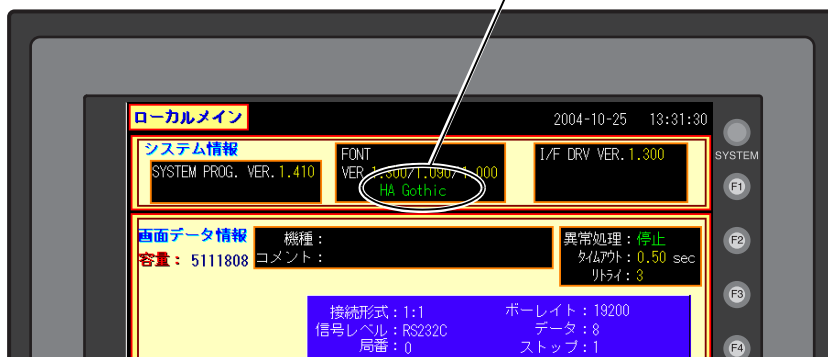 ローカルメイン
2004-10-25 13:31:30
システム情報
SYSTEM PROG. VER.1.410
FONT
VER.1.300/1.090/1.000
HA Gothic
I/F DRV VER.1.300
SYSTEM
F1
画面データ情報
容量： 5111808
機種：
コメント：
異常処理：停止
ﾀｲﾑｱｳﾄ：0.50 sec
ﾘﾄﾗｲ：3
F2
F3
接続形式：1:1
ボーレイト：19200
信号レベル：RS232C
データ：8
局番：0
ストップ：1
F4